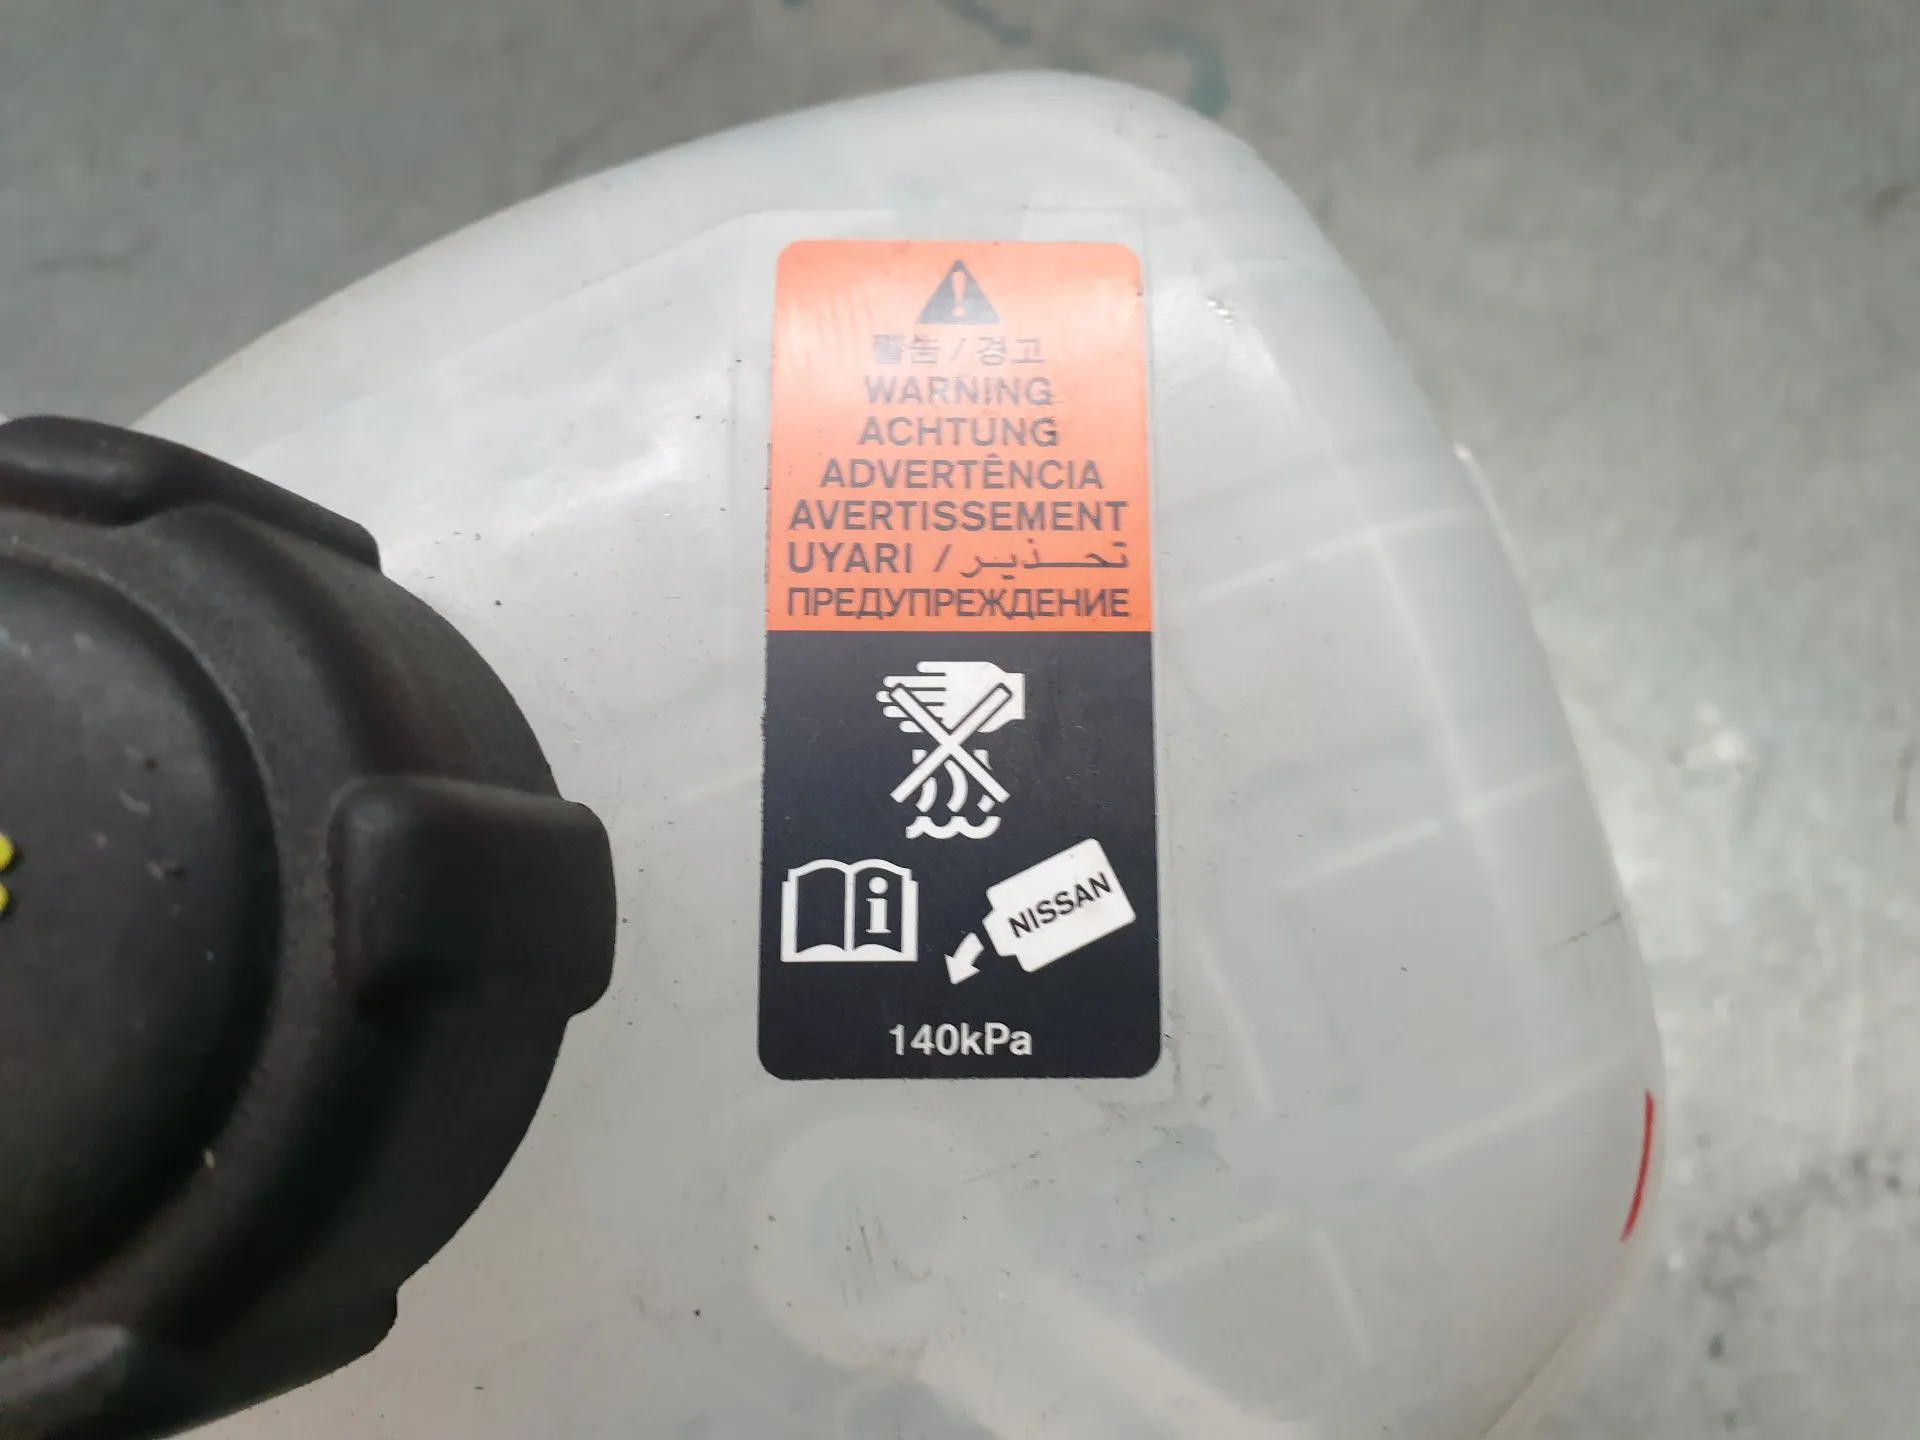 警告 / 경고
WARNING
ACHTUNG
ADVERTÊNCIA
AVERTISSEMENT
UYARI / تحذير
ПРЕДУПРЕЖДЕНИЕ
i
NISSAN
140kPa